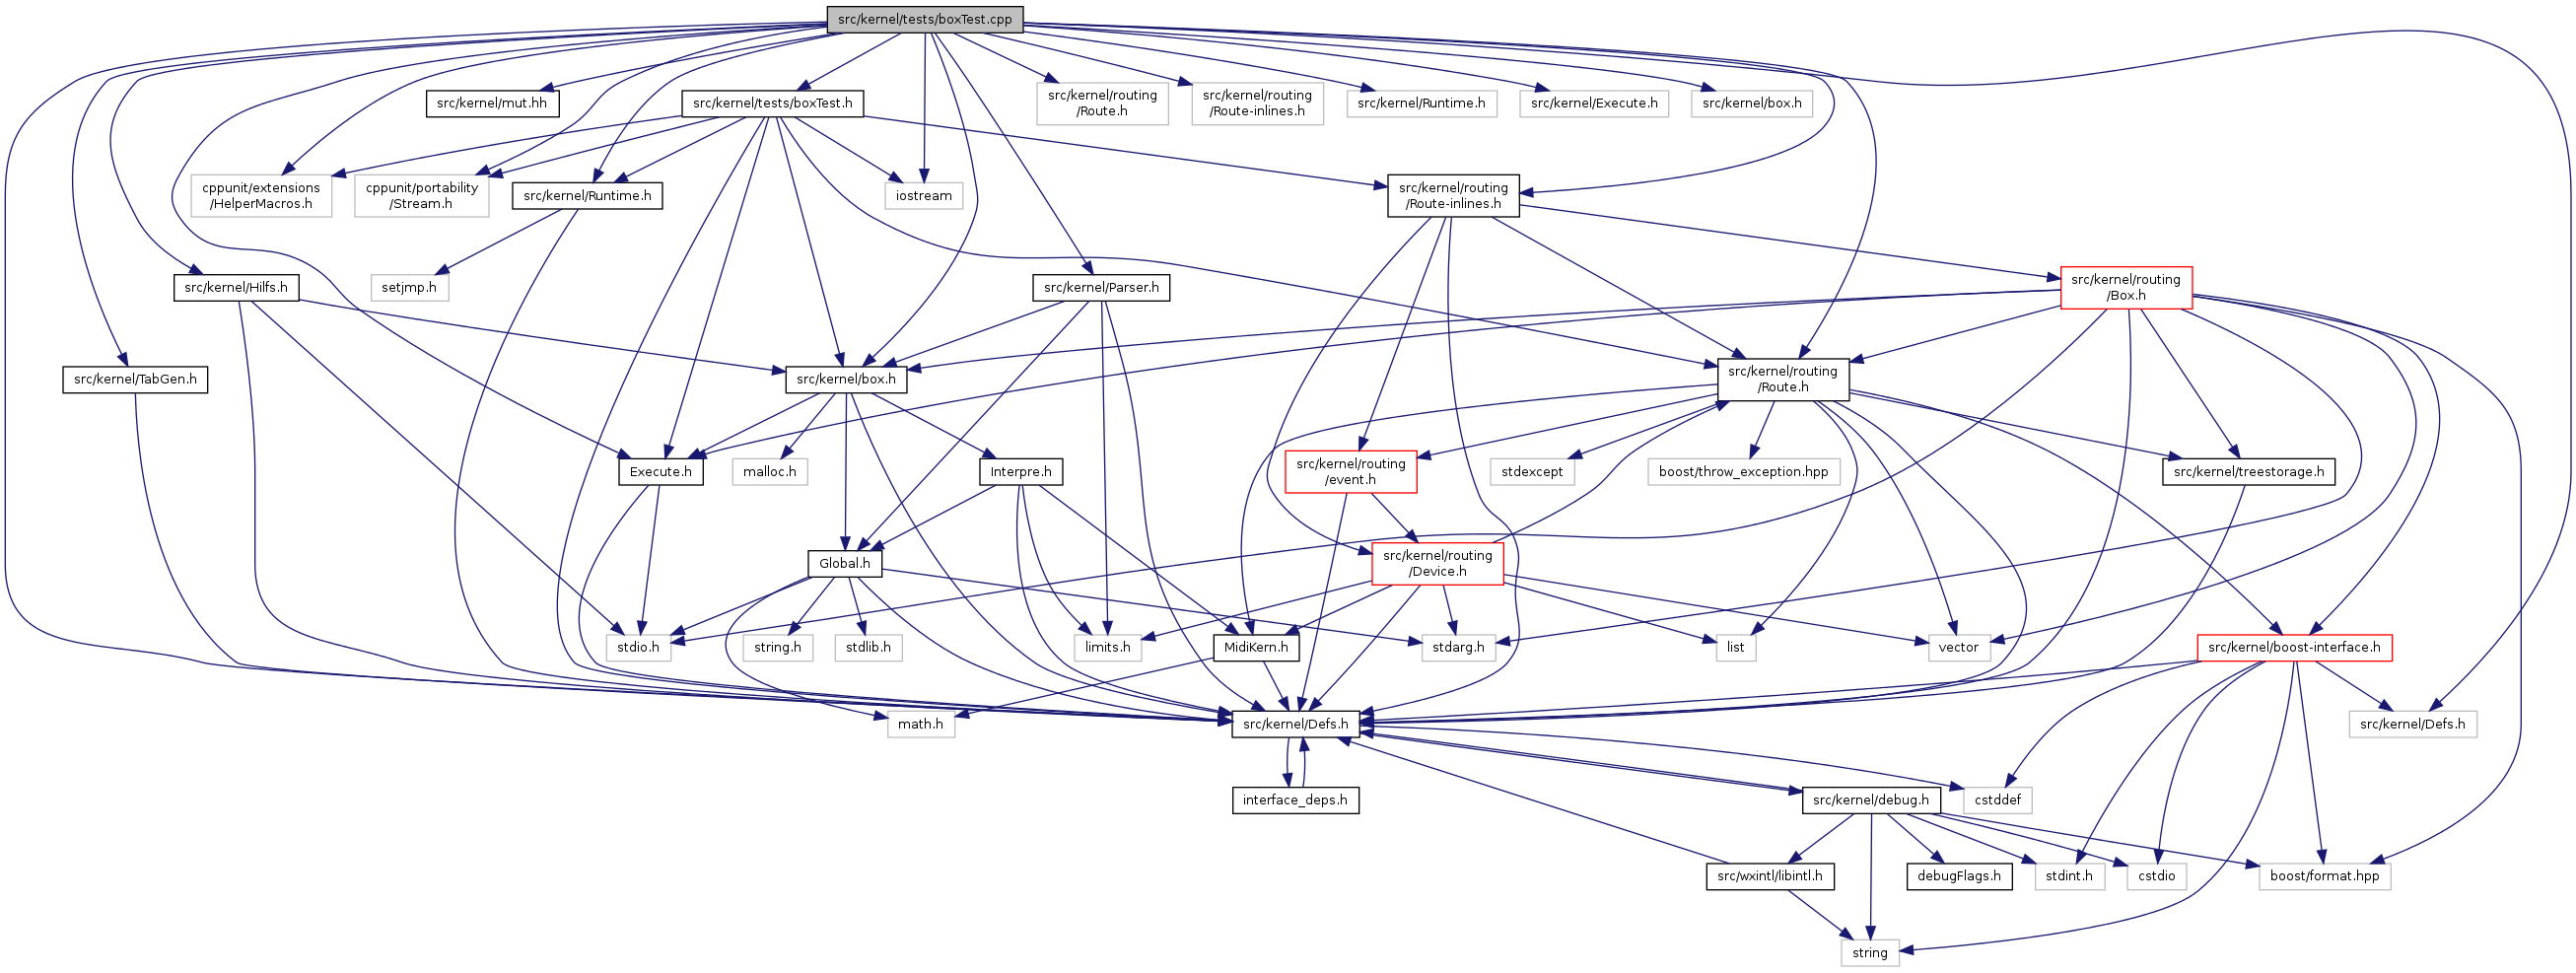 src/kernel/tests/boxTest.cpp
src/kernel/mut.hh
src/kernel/tests/boxTest.h
src/kernel/routing
/Route.h
src/kernel/routing
/Route-inlines.h
src/kernel/Runtime.h
src/kernel/Execute.h
src/kernel/box.h
cppunit/extensions
/HelperMacros.h
cppunit/portability
/Stream.h
src/kernel/Runtime.h
iostream
src/kernel/routing
/Route-inlines.h
src/kernel/Hilfs.h
setjmp.h
src/kernel/Parser.h
src/kernel/routing
/Box.h
src/kernel/TabGen.h
src/kernel/box.h
src/kernel/routing
/Route.h
Execute.h
malloc.h
Interpre.h
src/kernel/routing
/event.h
stdexcept
boost/throw_exception.hpp
src/kernel/treestorage.h
Global.h
src/kernel/routing
/Device.h
stdio.h
string.h
stdlib.h
limits.h
MidiKern.h
stdarg.h
list
vector
src/kernel/boost-interface.h
math.h
src/kernel/Defs.h
src/kernel/Defs.h
interface_deps.h
src/kernel/debug.h
cstddef
src/wxintl/libintl.h
debugFlags.h
stdint.h
cstdio
boost/format.hpp
string